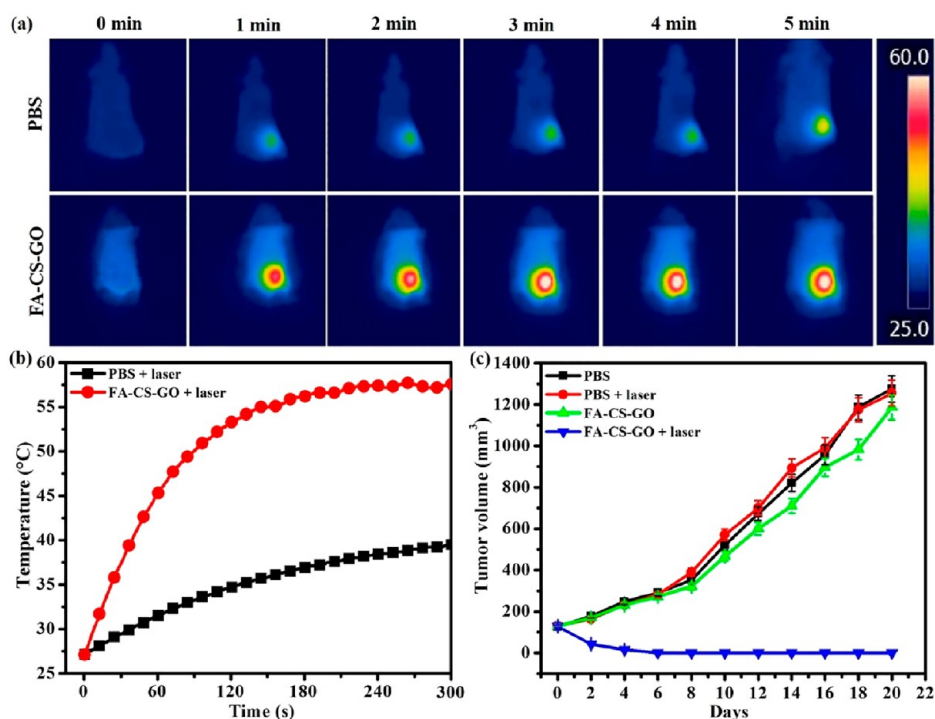 (a) 0 min 1 min 2 min 3 min 4 min 5 min
60.0
PBS
FA-CS-GO
25.0
(b)
60
55
50
45
40
35
30
25
Temperature (°C)
PBS + laser
FA-CS-GO + laser
0 60 120 180 240 300
Time (s)
(c)
1400
1200
1000
800
600
400
200
0
Tumor volume (mm³)
PBS
PBS + laser
FA-CS-GO
FA-CS-GO + laser
0 2 4 6 8 10 12 14 16 18 20 22
Days